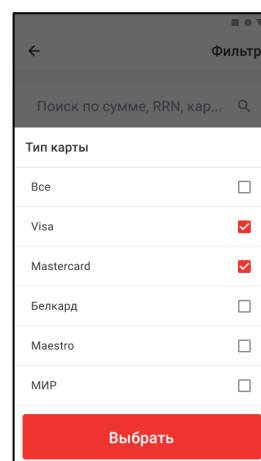 Фильтр
Поиск по сумме, RRN, кар...
Тип карты
Все
Visa
Mastercard
Белкард
Maestro
МИР
Выбрать